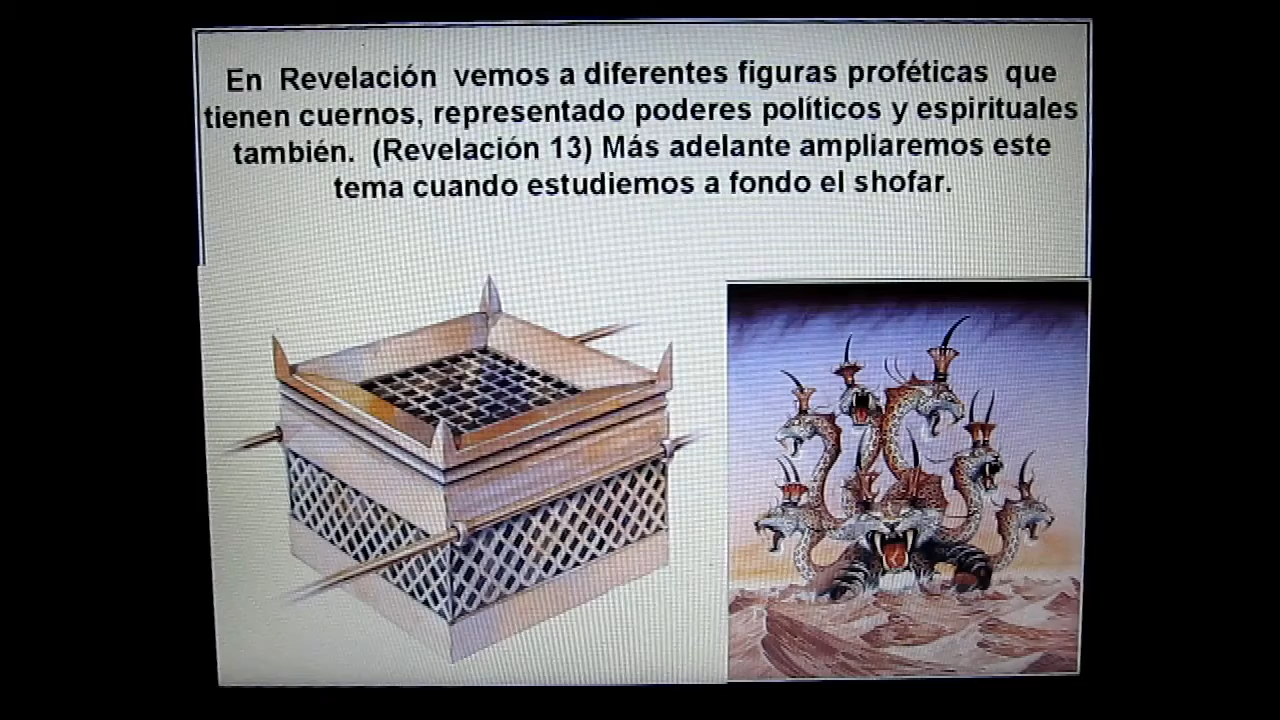 En Revelación vemos a diferentes figuras proféticas que
tienen cuernos, representado poderes políticos y espirituales
también. (Revelación 13) Más adelante ampliaremos este
tema cuando estudiemos a fondo el shofar.